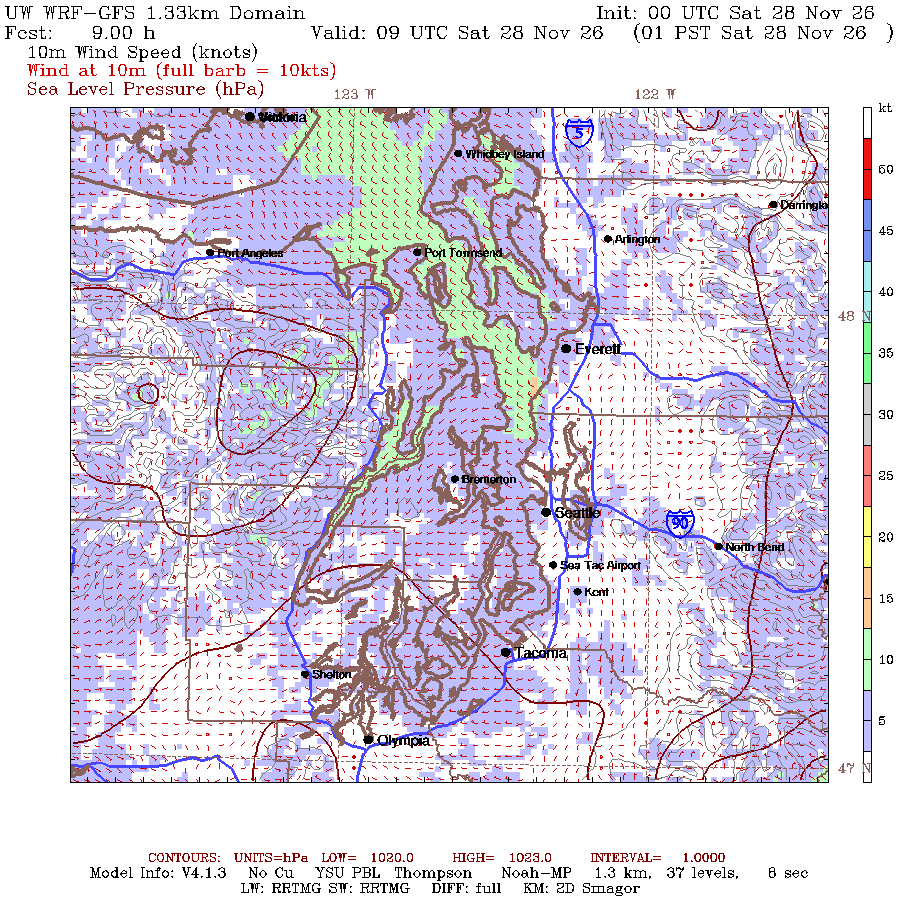 UW WRF-GFS 1.33km Domain Init: 00 UTC Sat 28 Nov 26
Fcst: 9.00 h Valid: 09 UTC Sat 28 Nov 26 (01 PST Sat 28 Nov 26 )
10m Wind Speed (knots)
Wind at 10m (full barb = 10kts)
Sea Level Pressure (hPa)
123 W 122 W
kt
Victoria
5
Whidbey Island
50
Darringto
45
Arlington
Port Angeles
Port Townsend
40
48 N
Everett
35
30
25
Bremerton
Seattle
90
20
North Bend
Sea Tac Airport
Kent
15
Tacoma
10
Shelton
5
Olympia
47 N
CONTOURS: UNITS=hPa LOW= 1020.0 HIGH= 1023.0 INTERVAL= 1.0000
Model Info: V4.1.3 No Cu YSU PBL Thompson Noah-MP 1.3 km, 37 levels, 8 sec
LW: RRTMG SW: RRTMG DIFF: full KM: 2D Smagor